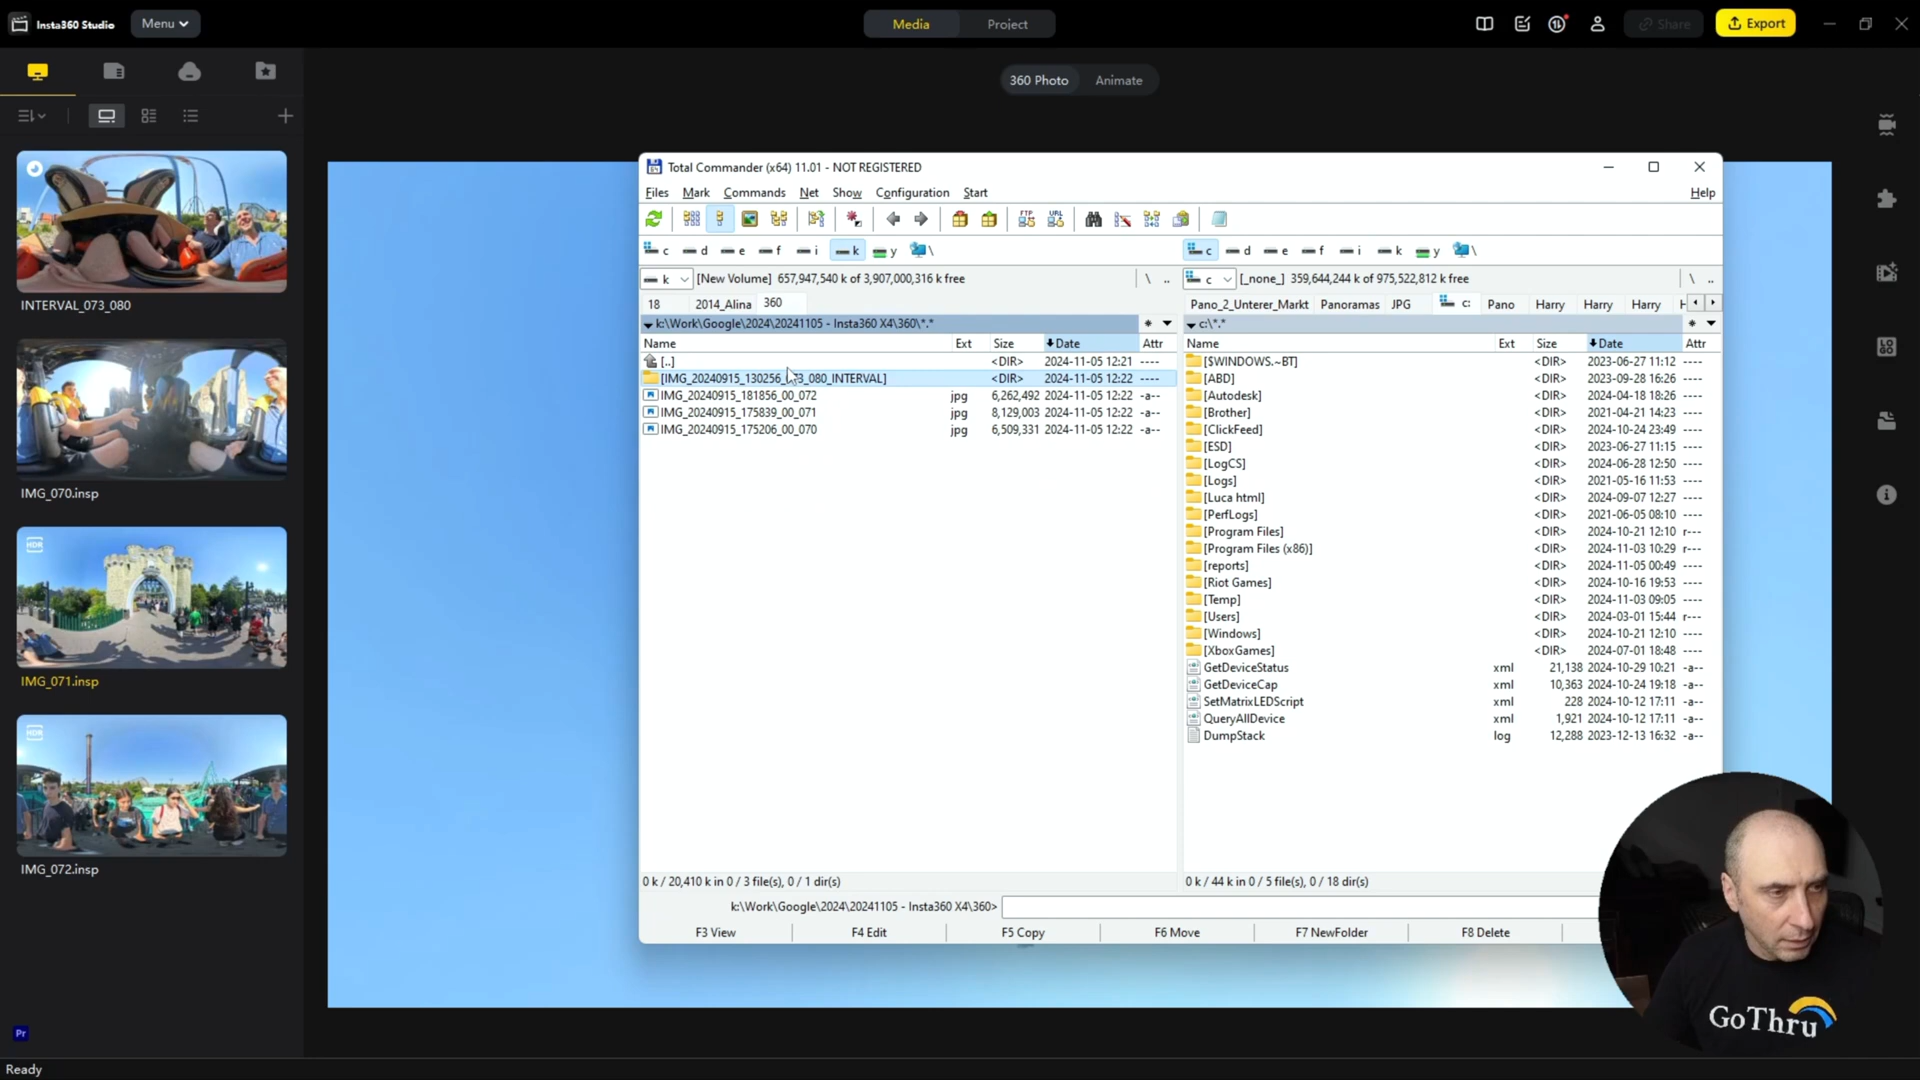 Insta360 Studio
Menu
Media
Project
Share
Export
360 Photo
Animate
INTERVAL_073_080
IMG_070.insp
HDR
IMG_071.insp
HDR
IMG_072.insp
Pr
Ready
LO
GO
Total Commander (x64) 11.01 - NOT REGISTERED
Files Mark Commands Net Show Configuration Start Help
FTP URL
c d e f i k y \
c d e f i k y \
k [New Volume] 657,947,540 k of 3,907,000,316 k free \ ..
c [_none_] 359,644,244 k of 975,522,812 k free \ ..
18 2014_Alina 360
Pano_2_Unterer_Markt Panoramas JPG c: Pano Harry Harry Harry H
k:\Work\Google\2024\20241105 - Insta360 X4\360\*.* *
c:\*.* *
Name Ext Size Date Attr
[..] <DIR> 2024-11-05 12:21 ----
[IMG_20240915_130256_073_080_INTERVAL] <DIR> 2024-11-05 12:22 ----
IMG_20240915_181856_00_072 jpg 6,262,492 2024-11-05 12:22 -a--
IMG_20240915_175839_00_071 jpg 8,129,003 2024-11-05 12:22 -a--
IMG_20240915_175206_00_070 jpg 6,509,331 2024-11-05 12:22 -a--
Name Ext Size Date Attr
[$WINDOWS.~BT] <DIR> 2023-06-27 11:12 ----
[ABD] <DIR> 2023-09-28 16:26 ----
[Autodesk] <DIR> 2024-04-18 18:26 ----
[Brother] <DIR> 2021-04-21 14:23 ----
[ClickFeed] <DIR> 2024-10-24 23:49 ----
[ESD] <DIR> 2023-06-27 11:15 ----
[LogCS] <DIR> 2024-06-28 12:50 ----
[Logs] <DIR> 2021-05-16 11:53 ----
[Luca html] <DIR> 2024-09-07 12:27 ----
[PerfLogs] <DIR> 2021-06-05 08:10 ----
[Program Files] <DIR> 2024-10-21 12:10 r---
[Program Files (x86)] <DIR> 2024-11-03 10:29 r---
[reports] <DIR> 2024-11-05 00:49 ----
[Riot Games] <DIR> 2024-10-16 19:53 ----
[Temp] <DIR> 2024-11-03 09:05 ----
[Users] <DIR> 2024-03-01 15:44 r---
[Windows] <DIR> 2024-10-21 12:10 ----
[XboxGames] <DIR> 2024-07-01 18:48 ----
GetDeviceStatus xml 21,138 2024-10-29 10:21 -a--
GetDeviceCap xml 10,363 2024-10-24 19:18 -a--
SetMatrixLEDScript xml 228 2024-10-12 17:11 -a--
QueryAllDevice xml 1,921 2024-10-12 17:11 -a--
DumpStack log 12,288 2023-12-13 16:32 -a--
0 k / 20,410 k in 0 / 3 file(s), 0 / 1 dir(s)
0 k / 44 k in 0 / 5 file(s), 0 / 18 dir(s)
k:\Work\Google\2024\20241105 - Insta360 X4\360>
F3 View F4 Edit F5 Copy F6 Move F7 NewFolder F8 Delete
GoThru